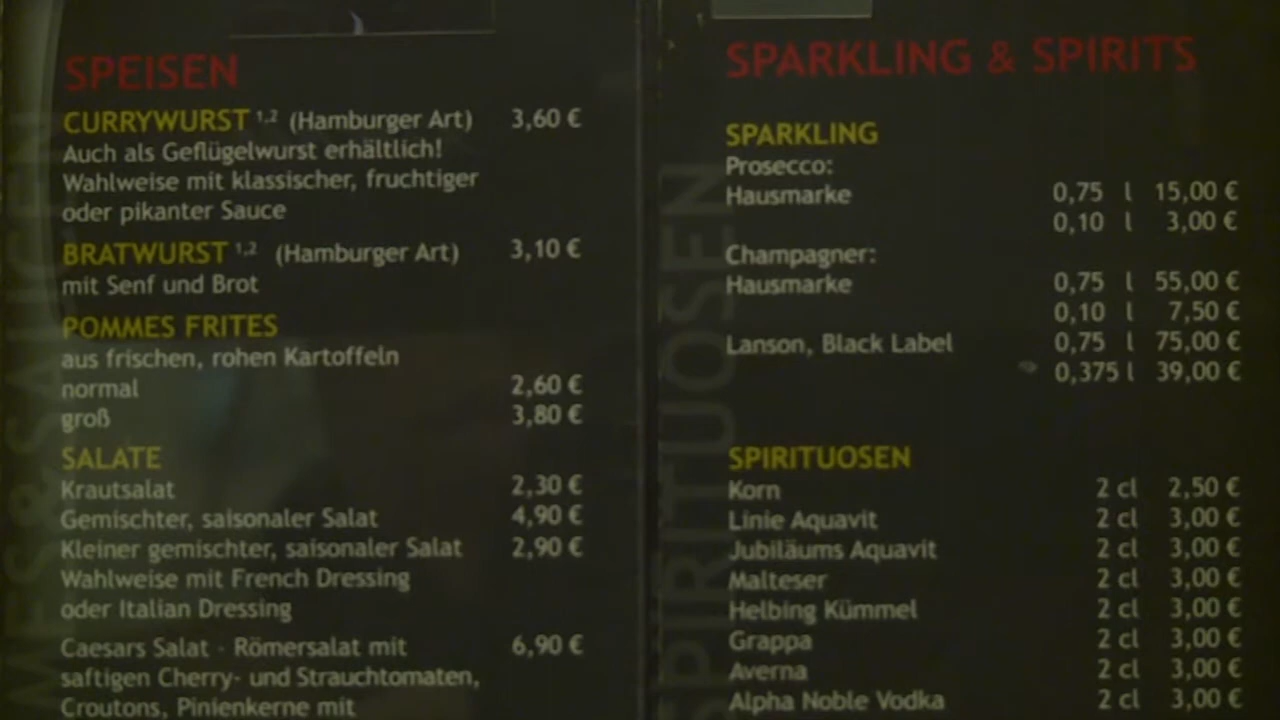 SPEISEN
CURRYWURST 1,2 (Hamburger Art) 3,60 €
Auch als Geflügelwurst erhältlich!
Wahlweise mit klassischer, fruchtiger
oder pikanter Sauce
BRATWURST 1,2 (Hamburger Art) 3,10 €
mit Senf und Brot
POMMES FRITES
aus frischen, rohen Kartoffeln
normal 2,60 €
groß 3,80 €
SALATE
Krautsalat 2,30 €
Gemischter, saisonaler Salat 4,90 €
Kleiner gemischter, saisonaler Salat 2,90 €
Wahlweise mit French Dressing
oder Italian Dressing
Caesars Salat - Römersalat mit 6,90 €
saftigen Cherry- und Strauchtomaten,
Croutons, Pinienkerne mit
SPIRITUOSEN
SPARKLING & SPIRITS
SPARKLING
Prosecco:
Hausmarke 0,75 l 15,00 €
0,10 l 3,00 €
Champagner:
Hausmarke 0,75 l 55,00 €
0,10 l 7,50 €
Lanson, Black Label 0,75 l 75,00 €
0,375 l 39,00 €
SPIRITUOSEN
Korn 2 cl 2,50 €
Linie Aquavit 2 cl 3,00 €
Jubiläums Aquavit 2 cl 3,00 €
Malteser 2 cl 3,00 €
Helbing Kümmel 2 cl 3,00 €
Grappa 2 cl 3,00 €
Averna 2 cl 3,00 €
Alpha Noble Vodka 2 cl 3,00 €